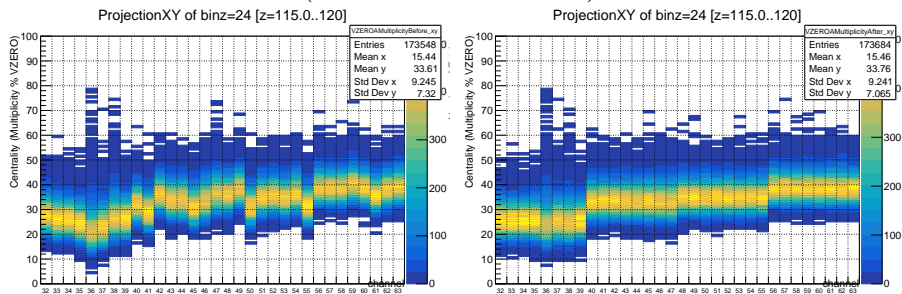 ProjectionXY of binz=24 [z=115.0..120]
VZEROAMultiplicityBefore_xy
Entries 173548
Mean x 15.44
Mean y 33.61
Std Dev x 9.245
Std Dev y 7.32
Centrality (Multiplicity % VZERO)
100
90
80
70
60
50
40
30
20
10
0
300
200
100
0
channel
32 33 34 35 36 37 38 39 40 41 42 43 44 45 46 47 48 49 50 51 52 53 54 55 56 57 58 59 60 61 62 63
ProjectionXY of binz=24 [z=115.0..120]
VZEROAMultiplicityAfter_xy
Entries 173684
Mean x 15.46
Mean y 33.76
Std Dev x 9.241
Std Dev y 7.065
Centrality (Multiplicity % VZERO)
100
90
80
70
60
50
40
30
20
10
0
300
200
100
0
channel
32 33 34 35 36 37 38 39 40 41 42 43 44 45 46 47 48 49 50 51 52 53 54 55 56 57 58 59 60 61 62 63